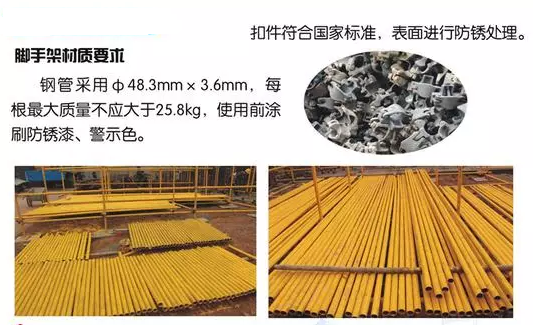 扣件符合国家标准，表面进行防锈处理。
脚手架材质要求
钢管采用φ48.3mm×3.6mm，每
根最大质量不应大于25.8kg，使用前涂
刷防锈漆、警示色。